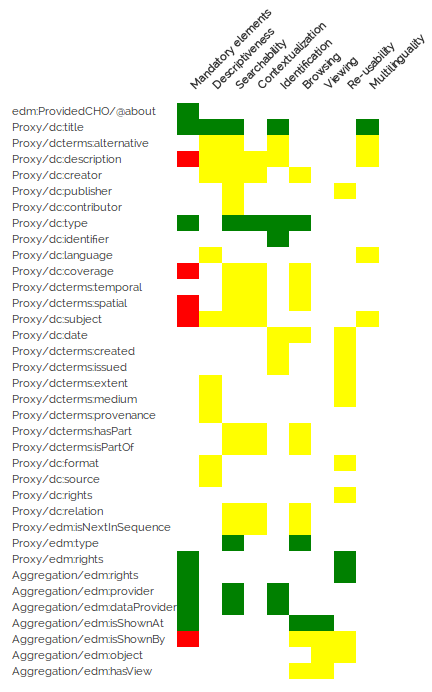 Mandatory elements
Descriptiveness
Searchability
Contextualization
Identification
Browsing
Viewing
Re-usability
Multilinguality
edm:ProvidedCHO/@about
Proxy/dc:title
Proxy/dcterms:alternative
Proxy/dc:description
Proxy/dc:creator
Proxy/dc:publisher
Proxy/dc:contributor
Proxy/dc:type
Proxy/dc:identifier
Proxy/dc:language
Proxy/dc:coverage
Proxy/dcterms:temporal
Proxy/dcterms:spatial
Proxy/dc:subject
Proxy/dc:date
Proxy/dcterms:created
Proxy/dcterms:issued
Proxy/dcterms:extent
Proxy/dcterms:medium
Proxy/dcterms:provenance
Proxy/dcterms:hasPart
Proxy/dcterms:isPartOf
Proxy/dc:format
Proxy/dc:source
Proxy/dc:rights
Proxy/dc:relation
Proxy/edm:isNextInSequence
Proxy/edm:type
Proxy/edm:rights
Aggregation/edm:rights
Aggregation/edm:provider
Aggregation/edm:dataProvider
Aggregation/edm:isShownAt
Aggregation/edm:isShownBy
Aggregation/edm:object
Aggregation/edm:hasView